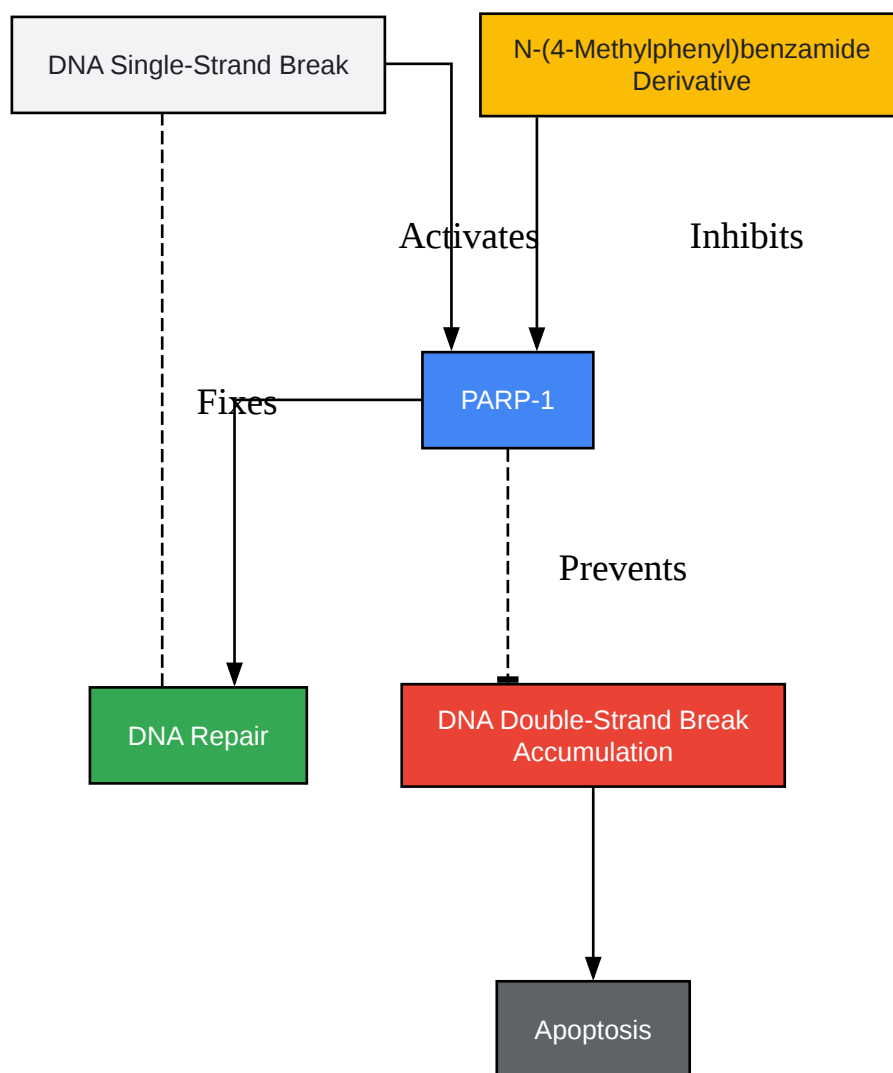 DNA Single-Strand Break
N-(4-Methylphenyl)benzamide
Derivative
Activates
Inhibits
PARP-1
Fixes
Prevents
DNA Repair
DNA Double-Strand Break
Accumulation
Apoptosis